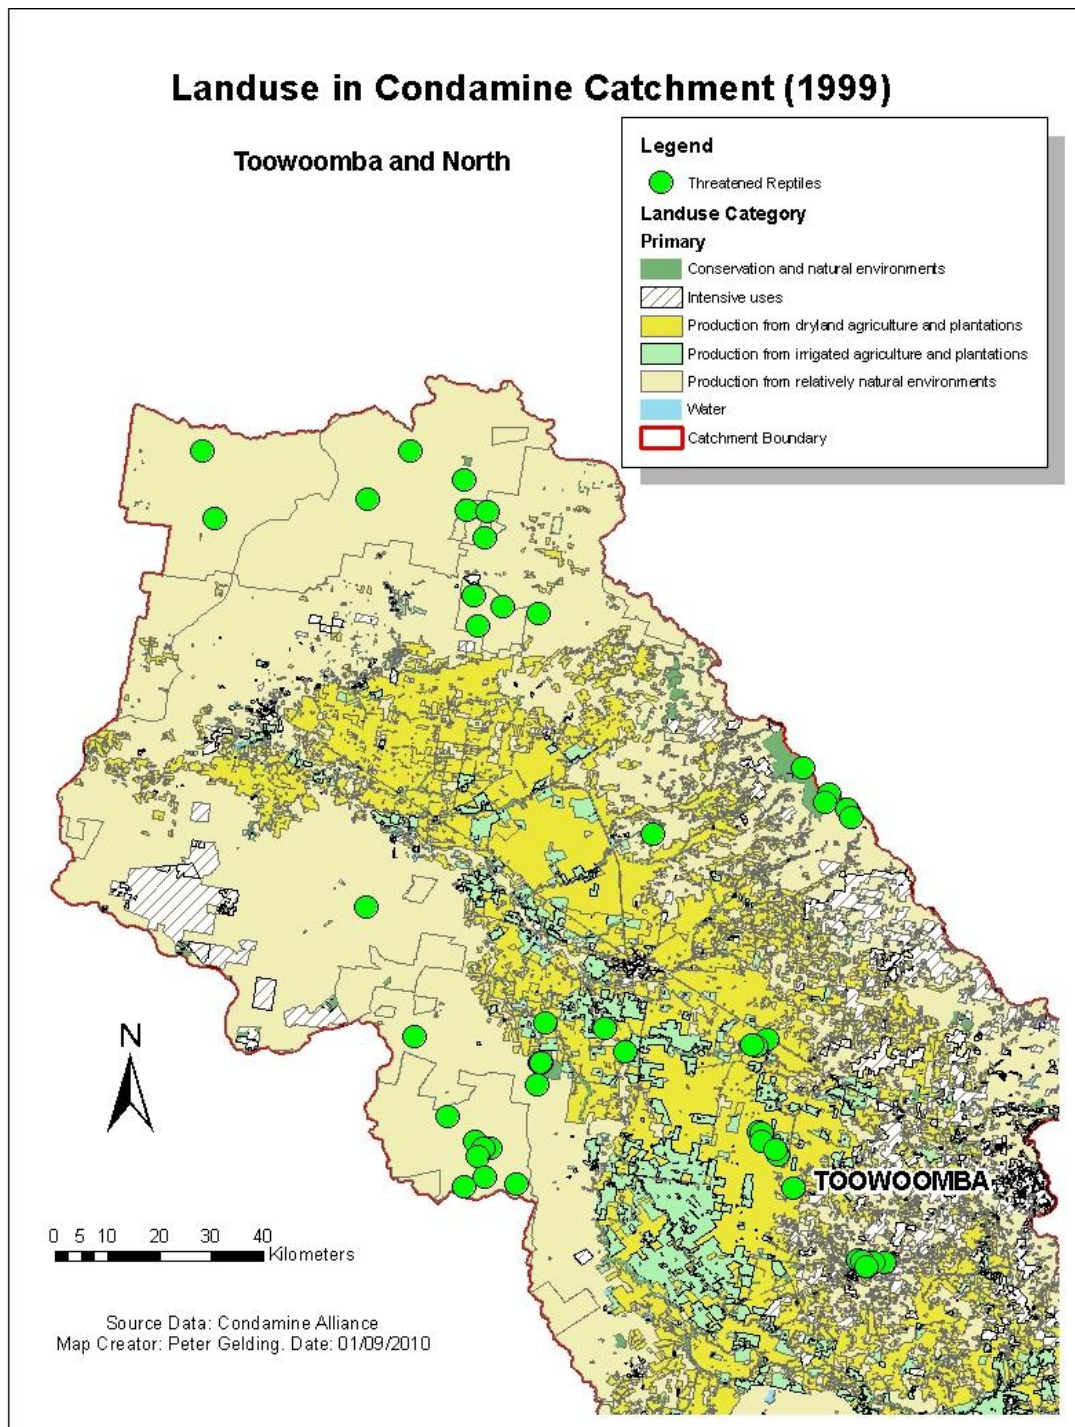 Landuse in Condamine Catchment (1999)
Toowoomba and North
Legend
Threatened Reptiles
Landuse Category
Primary
Conservation and natural environments
Intensive uses
Production from dryland agriculture and plantations
Production from irrigated agriculture and plantations
Production from relatively natural environments
Water
Catchment Boundary
N
TOOWOOMBA
0 5 10 20 30 40
Kilometers
Source Data: Condamine Alliance
Map Creator: Peter Gelding. Date: 01/09/2010